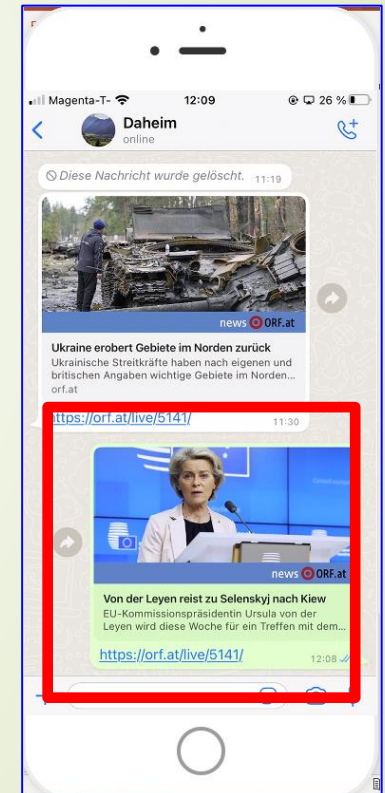 Magenta-T- 12:09 26 %
Daheim
online
Diese Nachricht wurde gelöscht. 11:19
news ORF.at
Ukraine erobert Gebiete im Norden zurück
Ukrainische Streitkräfte haben nach eigenen und
britischen Angaben wichtige Gebiete im Norden...
orf.at
https://orf.at/live/5141/
11:30
news ORF.at
Von der Leyen reist zu Selenskyj nach Kiew
EU-Kommissionspräsidentin Ursula von der
Leyen wird diese Woche für ein Treffen mit dem...
https://orf.at/live/5141/
12:08